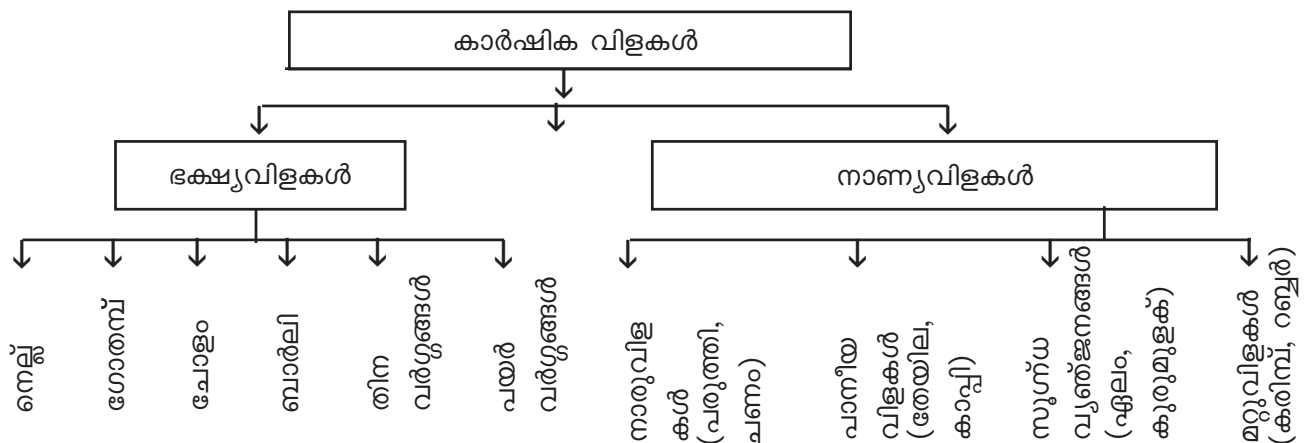 കാർഷിക വിളകൾ
ഭക്ഷ്യവിളകൾ
നാണ്യവിളകൾ
നെല്ല്
ഗോതമ്പ്
ചോളം
ബാർലി
തിന
വർഗ്ഗങ്ങൾ
പയർ
വർഗ്ഗങ്ങൾ
നാരുവിള
കൾ
(പരുത്തി,
ചണം)
പാനീയ
വിളകൾ
(തേയില,
കാപ്പി)
സുഗന്ധ
വ്യഞ്ജനങ്ങൾ
(ഏലം,
കുരുമുളക്)
മറ്റുവിളകൾ
(കരിമ്പ്, റബ്ബർ)